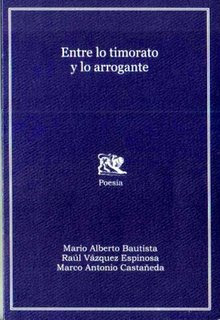 Entre lo timorato
y lo arrogante
Poesía
Mario Alberto Bautista
Raúl Vázquez Espinosa
Marco Antonio Castañeda